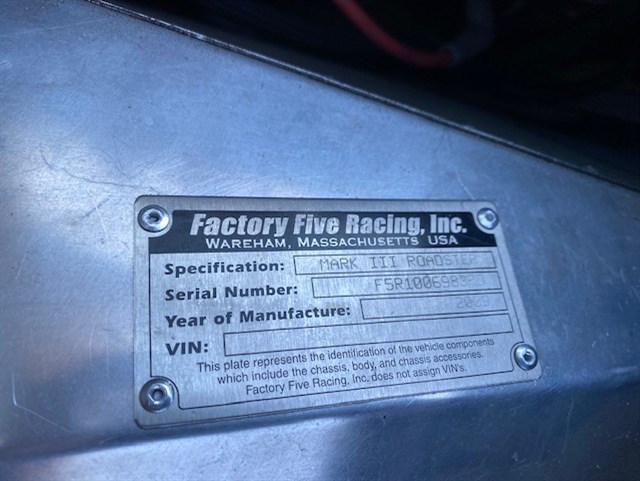 Factory Five Racing, Inc.
WAREHAM, MASSACHUSETTS USA
Specification: MARK III ROADSTER
Serial Number:
Year of Manufacture:
VIN:
This plate represents the identification of the vehicle components
which include the chassis, body, and chassis accessories.
Factory Five Racing, Inc. does not assign VIN's.